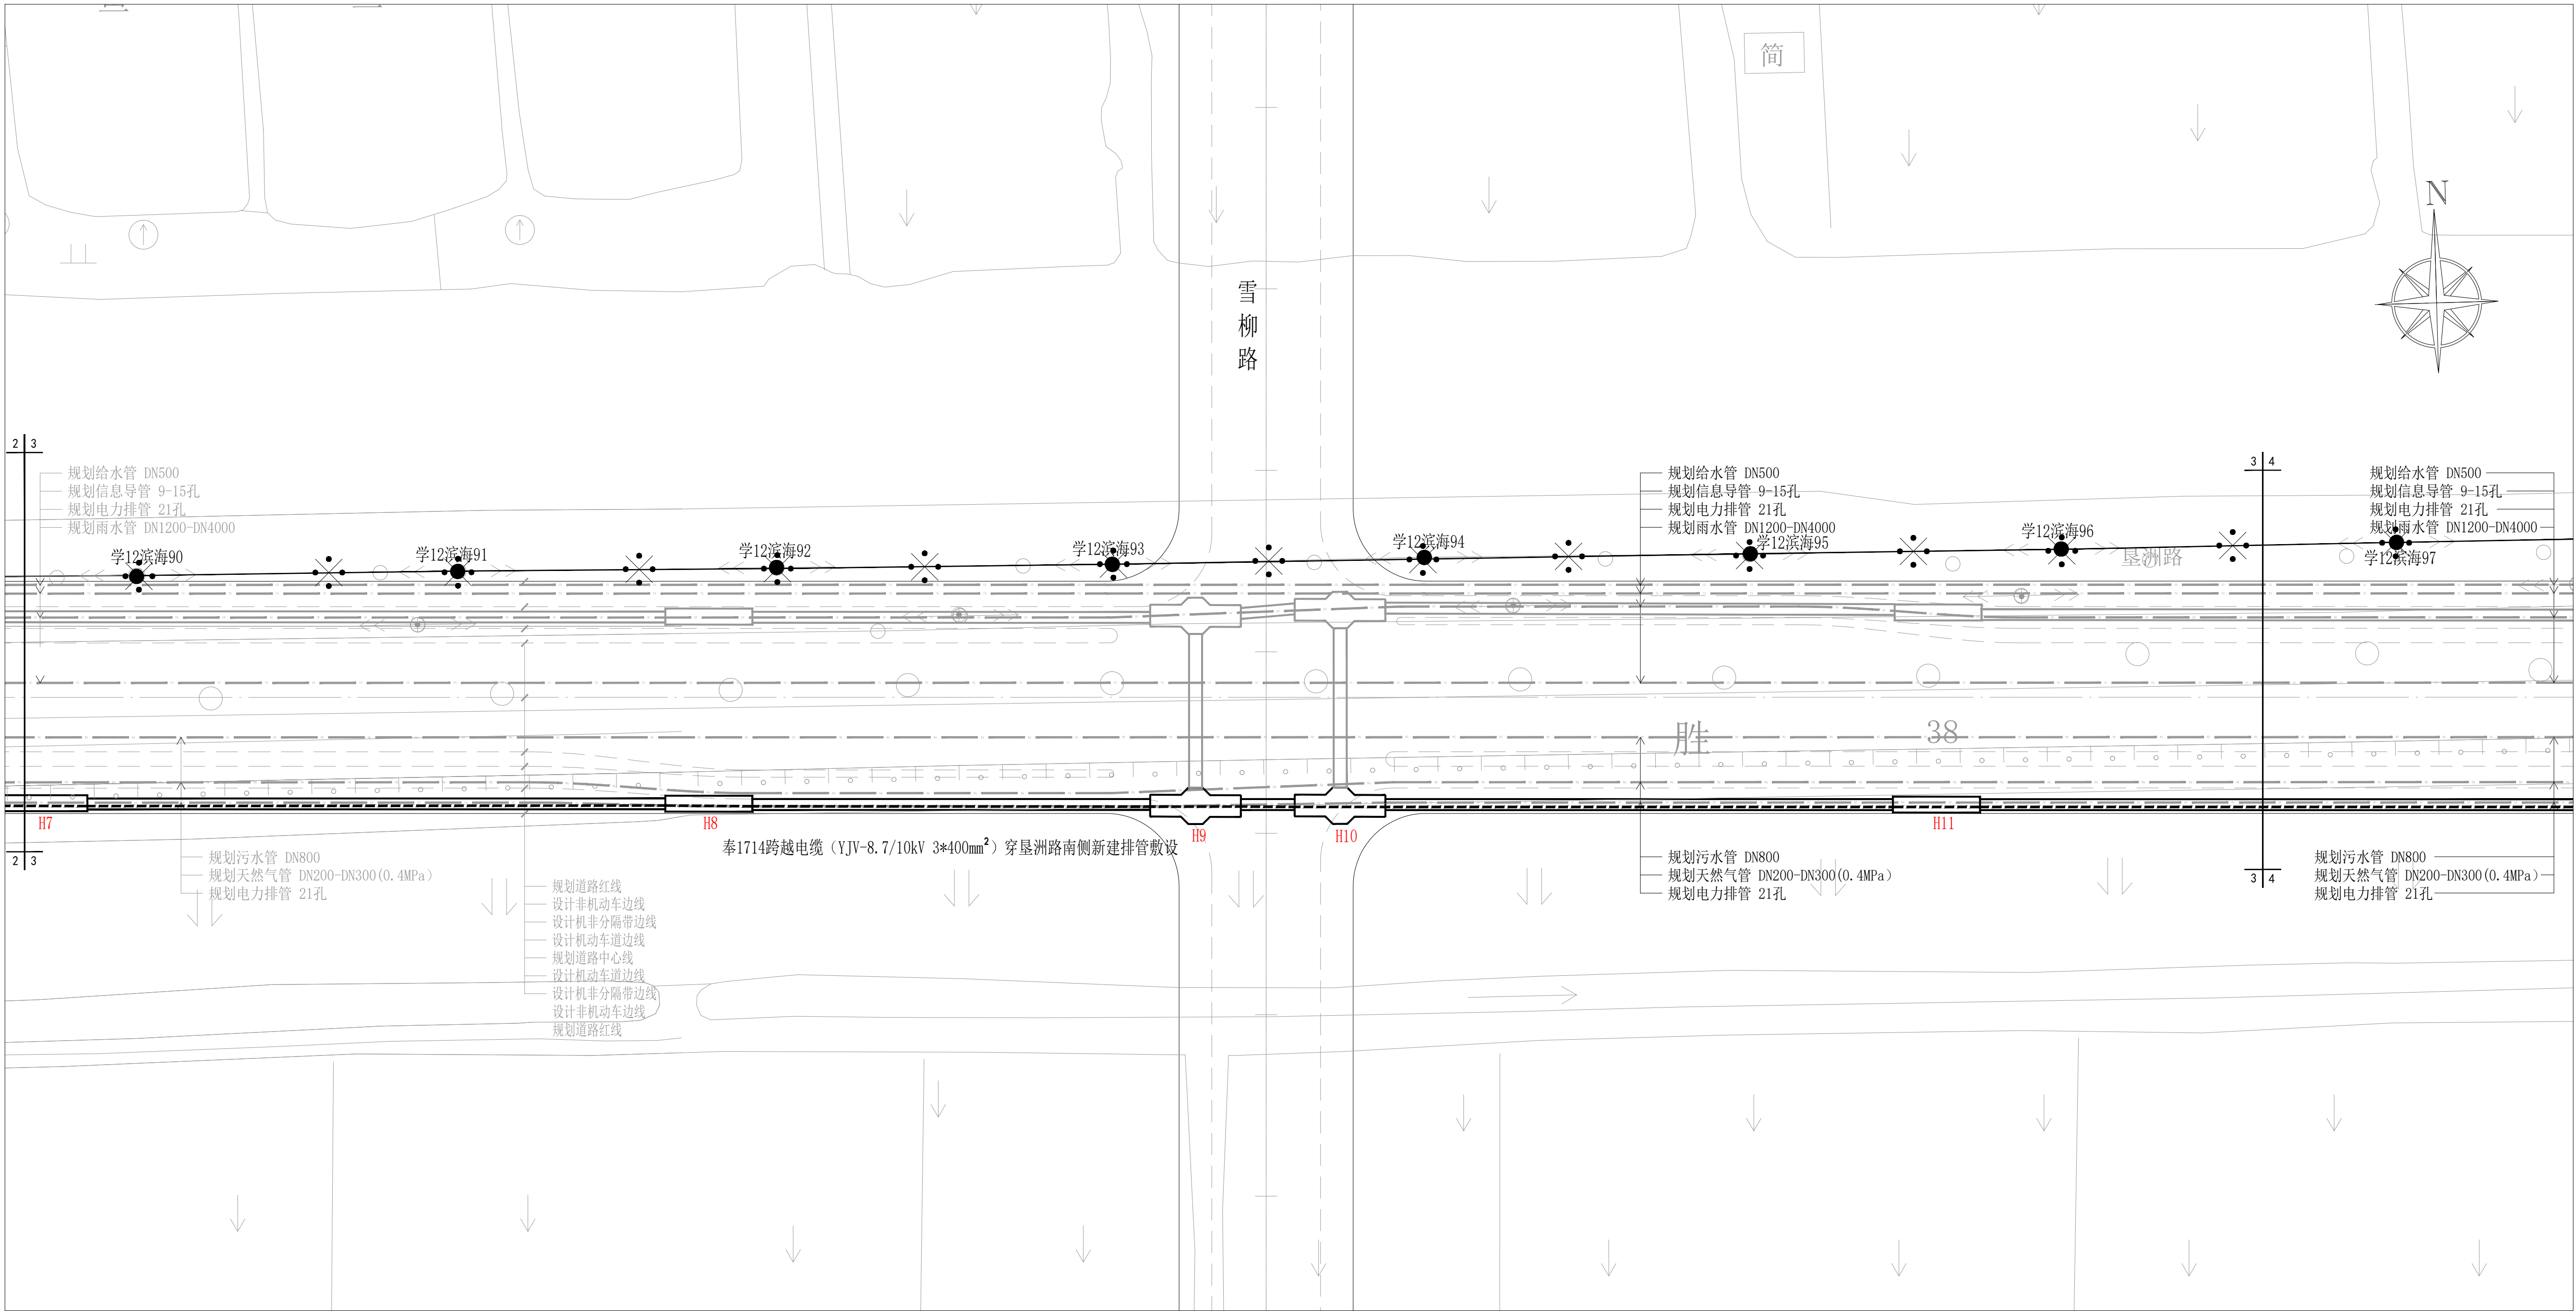 简
N
雪
柳
路
2 3
规划给水管 DN500
规划信息导管 9-15孔
规划电力排管 21孔
规划雨水管 DN1200-DN4000
规划给水管 DN500
规划信息导管 9-15孔
规划电力排管 21孔
规划雨水管 DN1200-DN4000
3 4
规划给水管 DN500
规划信息导管 9-15孔
规划电力排管 21孔
规划雨水管 DN1200-DN4000
学12滨海90
学12滨海91
学12滨海92
学12滨海93
学12滨海94
学12滨海95
学12滨海96
垦洲路
学12滨海97
胜
38
H7
H8
H9
H10
H11
奉1714跨越电缆（YJV-8.7/10kV 3*400mm²）穿垦洲路南侧新建排管敷设
2 3
规划污水管 DN800
规划天然气管 DN200-DN300(0.4MPa)
规划电力排管 21孔
规划道路红线
设计非机动车边线
设计机非分隔带边线
设计机动车道边线
规划道路中心线
设计机动车道边线
设计机非分隔带边线
设计非机动车边线
规划道路红线
规划污水管 DN800
规划天然气管 DN200-DN300(0.4MPa)
规划电力排管 21孔
3 4
规划污水管 DN800
规划天然气管 DN200-DN300(0.4MPa)
规划电力排管 21孔